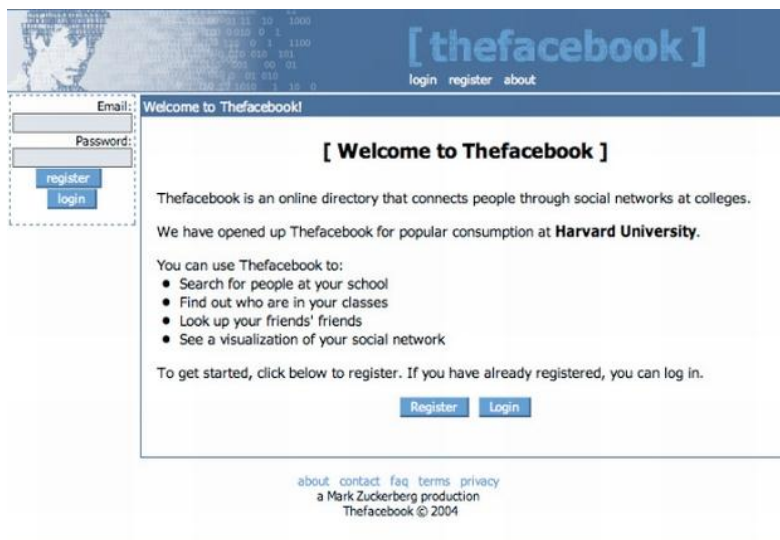 [ thefacebook ]
login register about
Email:
Password:
register
login
Welcome to Thefacebook!
[ Welcome to Thefacebook ]
Thefacebook is an online directory that connects people through social networks at colleges.
We have opened up Thefacebook for popular consumption at Harvard University.
You can use Thefacebook to:
• Search for people at your school
• Find out who are in your classes
• Look up your friends' friends
• See a visualization of your social network
To get started, click below to register. If you have already registered, you can log in.
Register Login
about contact faq terms privacy
a Mark Zuckerberg production
Thefacebook © 2004